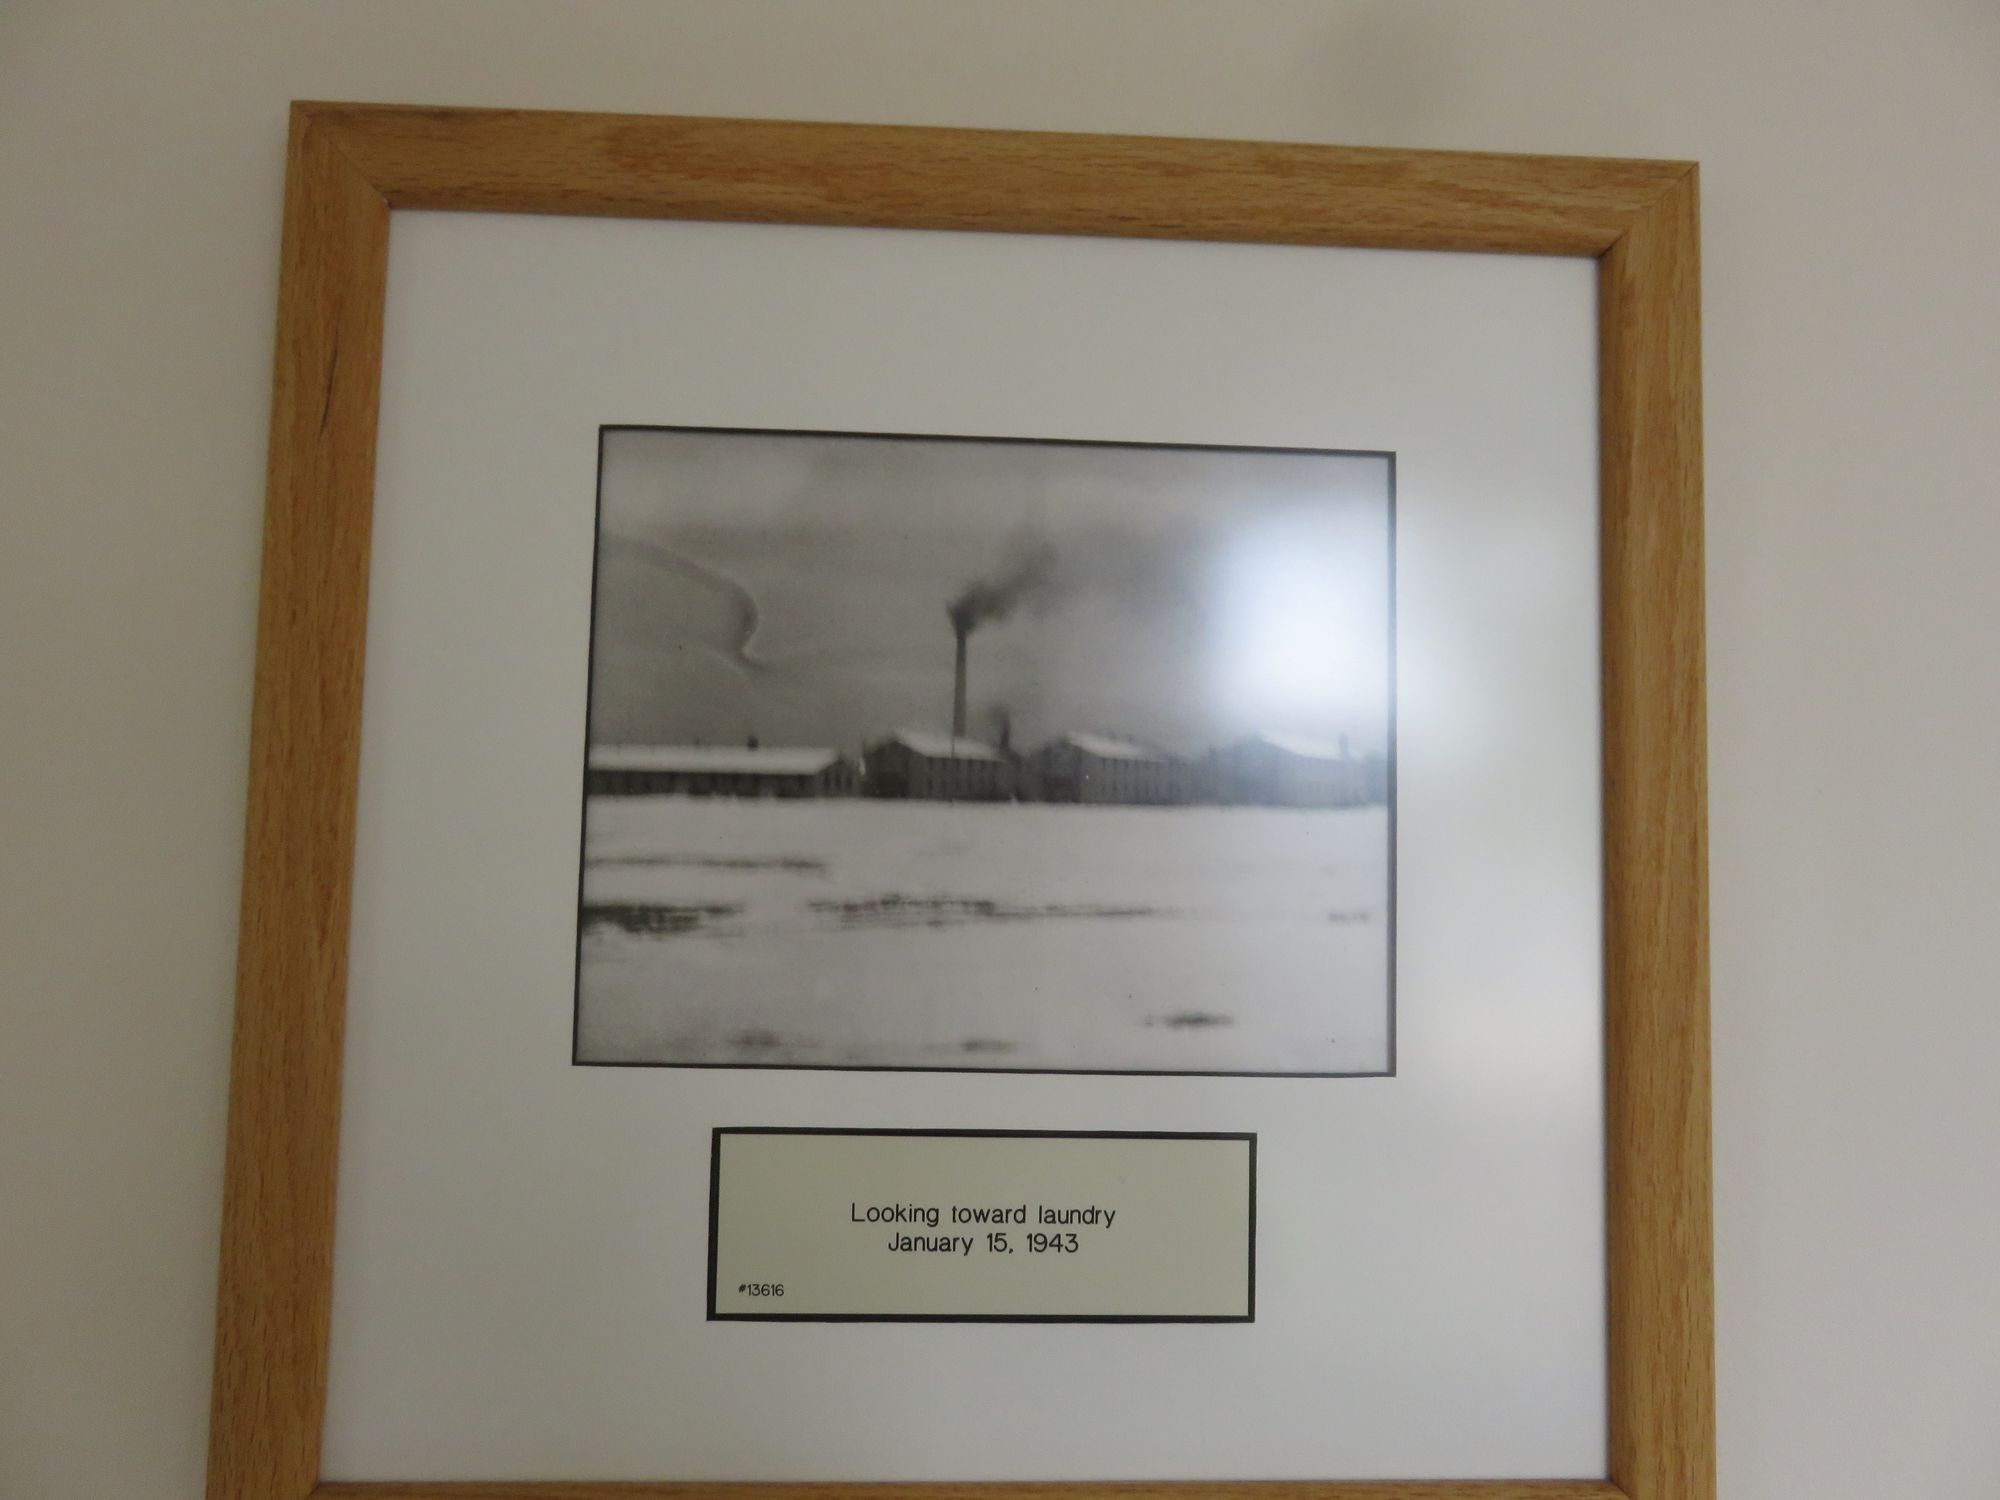 Looking toward laundry
January 15, 1943
#13616